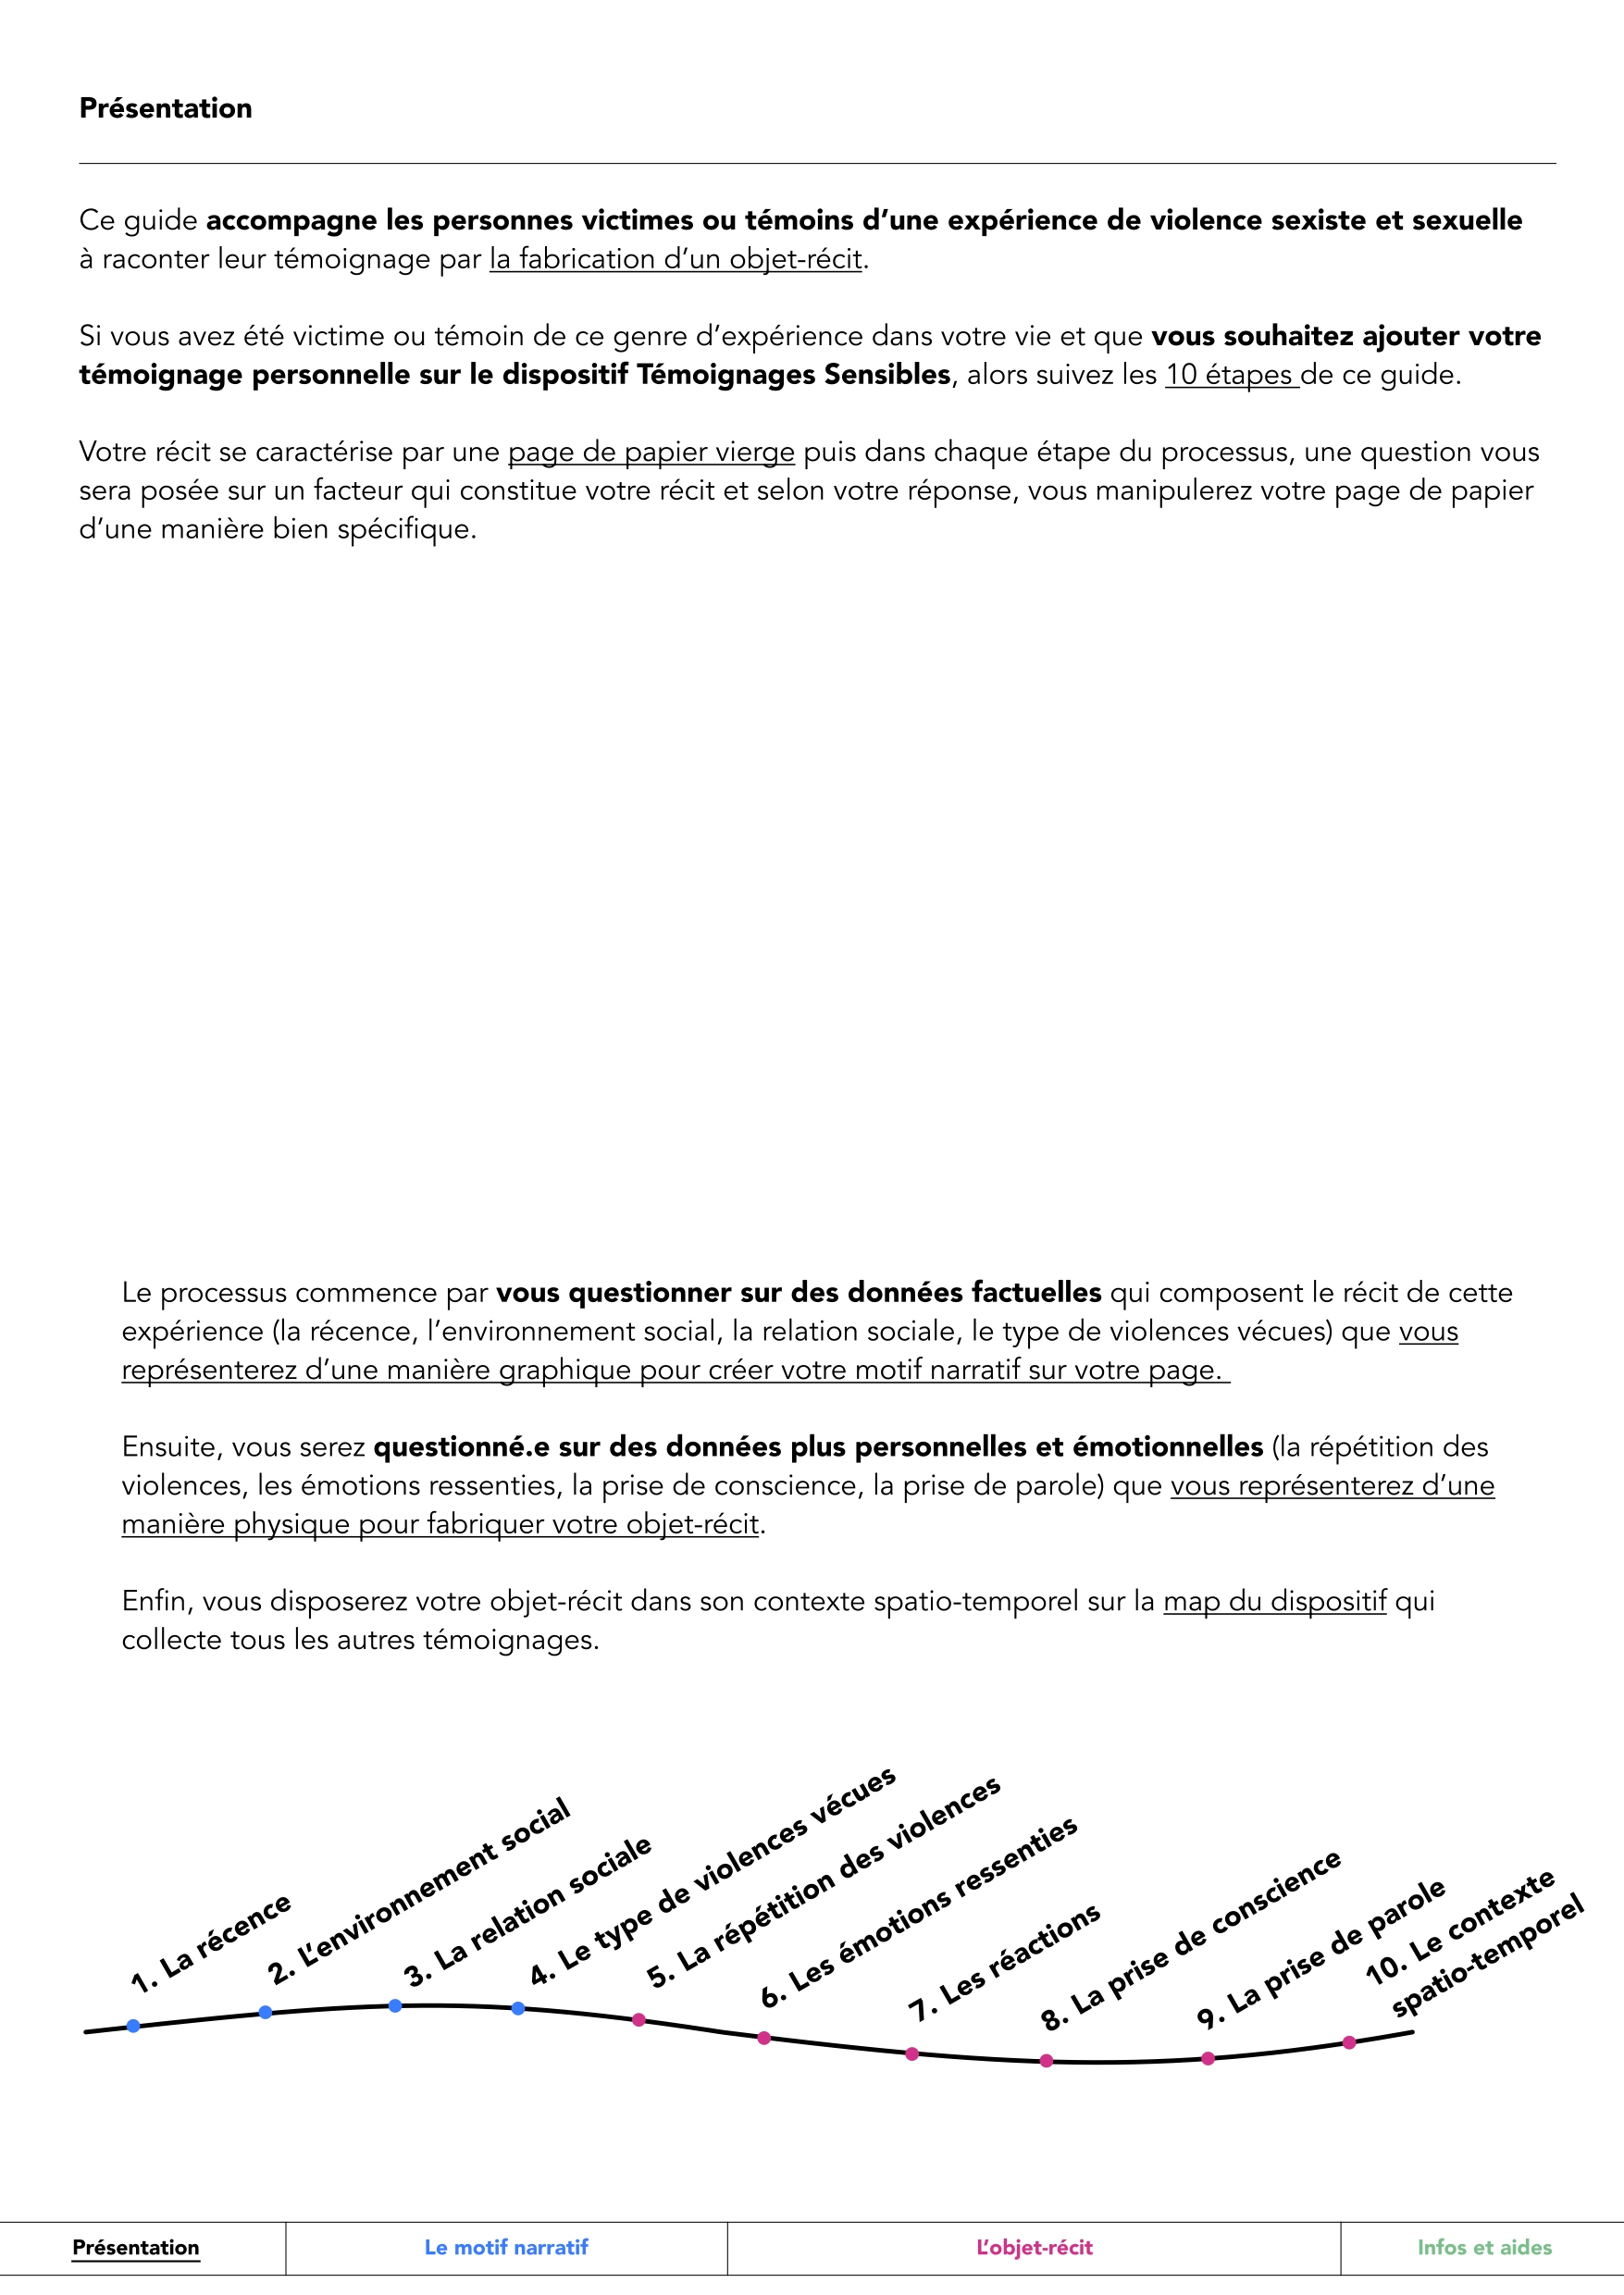 Présentation
Ce guide accompagne les personnes victimes ou témoins d’une expérience de violence sexiste et sexuelle
à raconter leur témoignage par la fabrication d’un objet-récit.
Si vous avez été victime ou témoin de ce genre d’expérience dans votre vie et que vous souhaitez ajouter votre
témoignage personnelle sur le dispositif Témoignages Sensibles, alors suivez les 10 étapes de ce guide.
Votre récit se caractérise par une page de papier vierge puis dans chaque étape du processus, une question vous
sera posée sur un facteur qui constitue votre récit et selon votre réponse, vous manipulerez votre page de papier
d’une manière bien spécifique.
Le processus commence par vous questionner sur des données factuelles qui composent le récit de cette
expérience (la récence, l’environnement social, la relation sociale, le type de violences vécues) que vous
représenterez d’une manière graphique pour créer votre motif narratif sur votre page.
Ensuite, vous serez questionné.e sur des données plus personnelles et émotionnelles (la répétition des
violences, les émotions ressenties, la prise de conscience, la prise de parole) que vous représenterez d’une
manière physique pour fabriquer votre objet-récit.
Enfin, vous disposerez votre objet-récit dans son contexte spatio-temporel sur la map du dispositif qui
collecte tous les autres témoignages.
1. La récence
2. L’environnement social
3. La relation sociale
4. Le type de violences vécues
5. La répétition des violences
6. Les émotions ressenties
7. Les réactions
8. La prise de conscience
9. La prise de parole
10. Le contexte
spatio-temporel
Présentation
Le motif narratif
L’objet-récit
Infos et aides